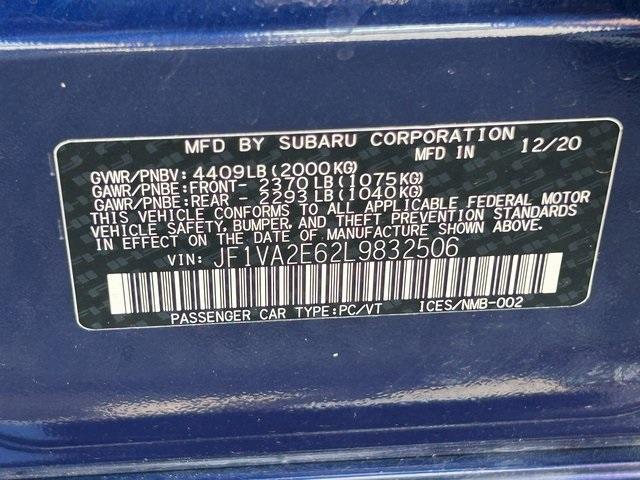 MFD BY SUBARU CORPORATION
MFD IN 12/20
GVWR/PNBV: 4409LB(2000KG)
GAWR/PNBE:FRONT- 2370LB(1075KG)
GAWR/PNBE:REAR - 2293LB(1040KG)
THIS VEHICLE CONFORMS TO ALL APPLICABLE FEDERAL MOTOR
VEHICLE SAFETY, BUMPER, AND THEFT PREVENTION STANDARDS
IN EFFECT ON THE DATE OF MANUFACTURE SHOWN ABOVE.
VIN: JF1VA2E62L9832506
PASSENGER CAR TYPE:PC/VT ICES/NMB-002